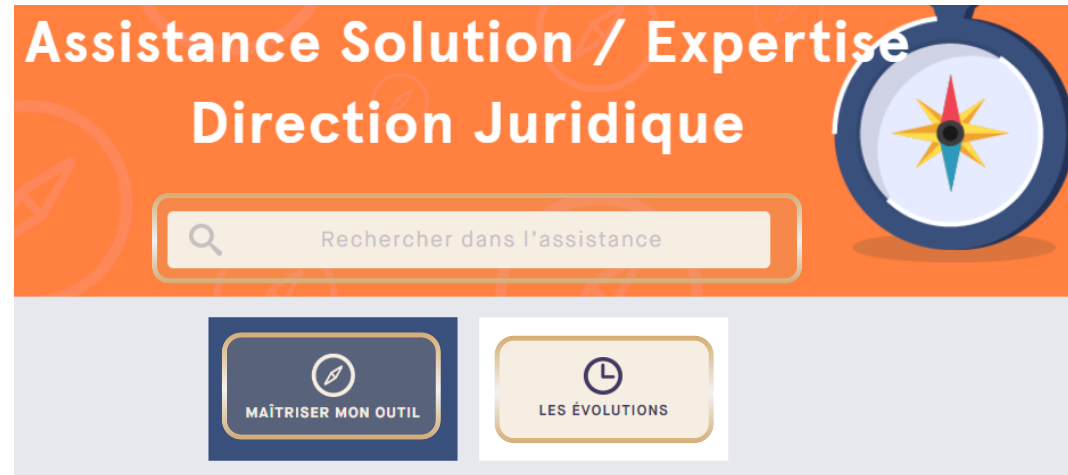 Assistance Solution / Expertise
Direction Juridique
Rechercher dans l'assistance
MAÎTRISER MON OUTIL
LES ÉVOLUTIONS